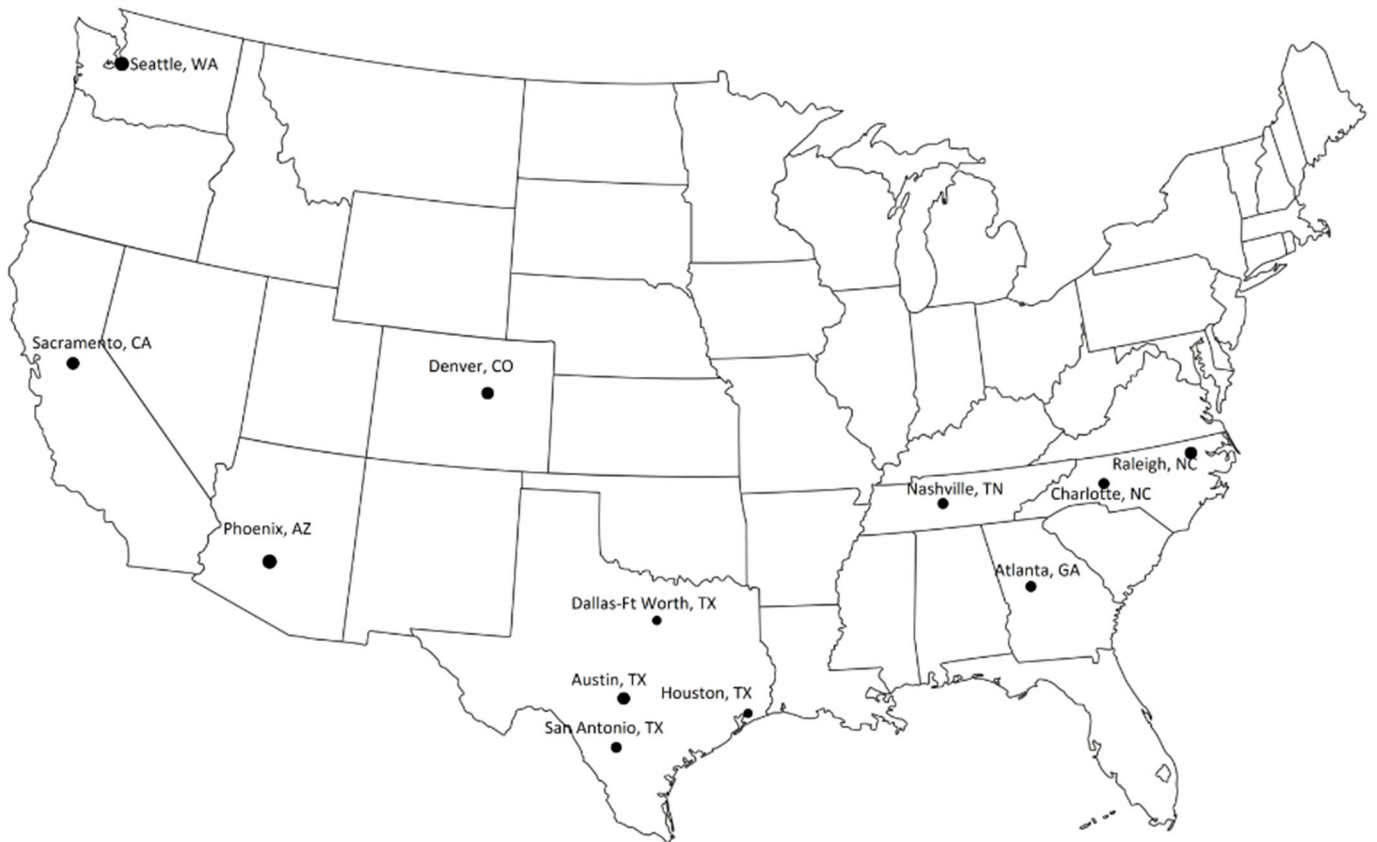 Seattle, WA
Sacramento, CA
Denver, CO
Raleigh, NC
Nashville, TN
Charlotte, NC
Phoenix, AZ
Atlanta, GA
Dallas-Ft Worth, TX
Austin, TX
Houston, TX
San Antonio, TX